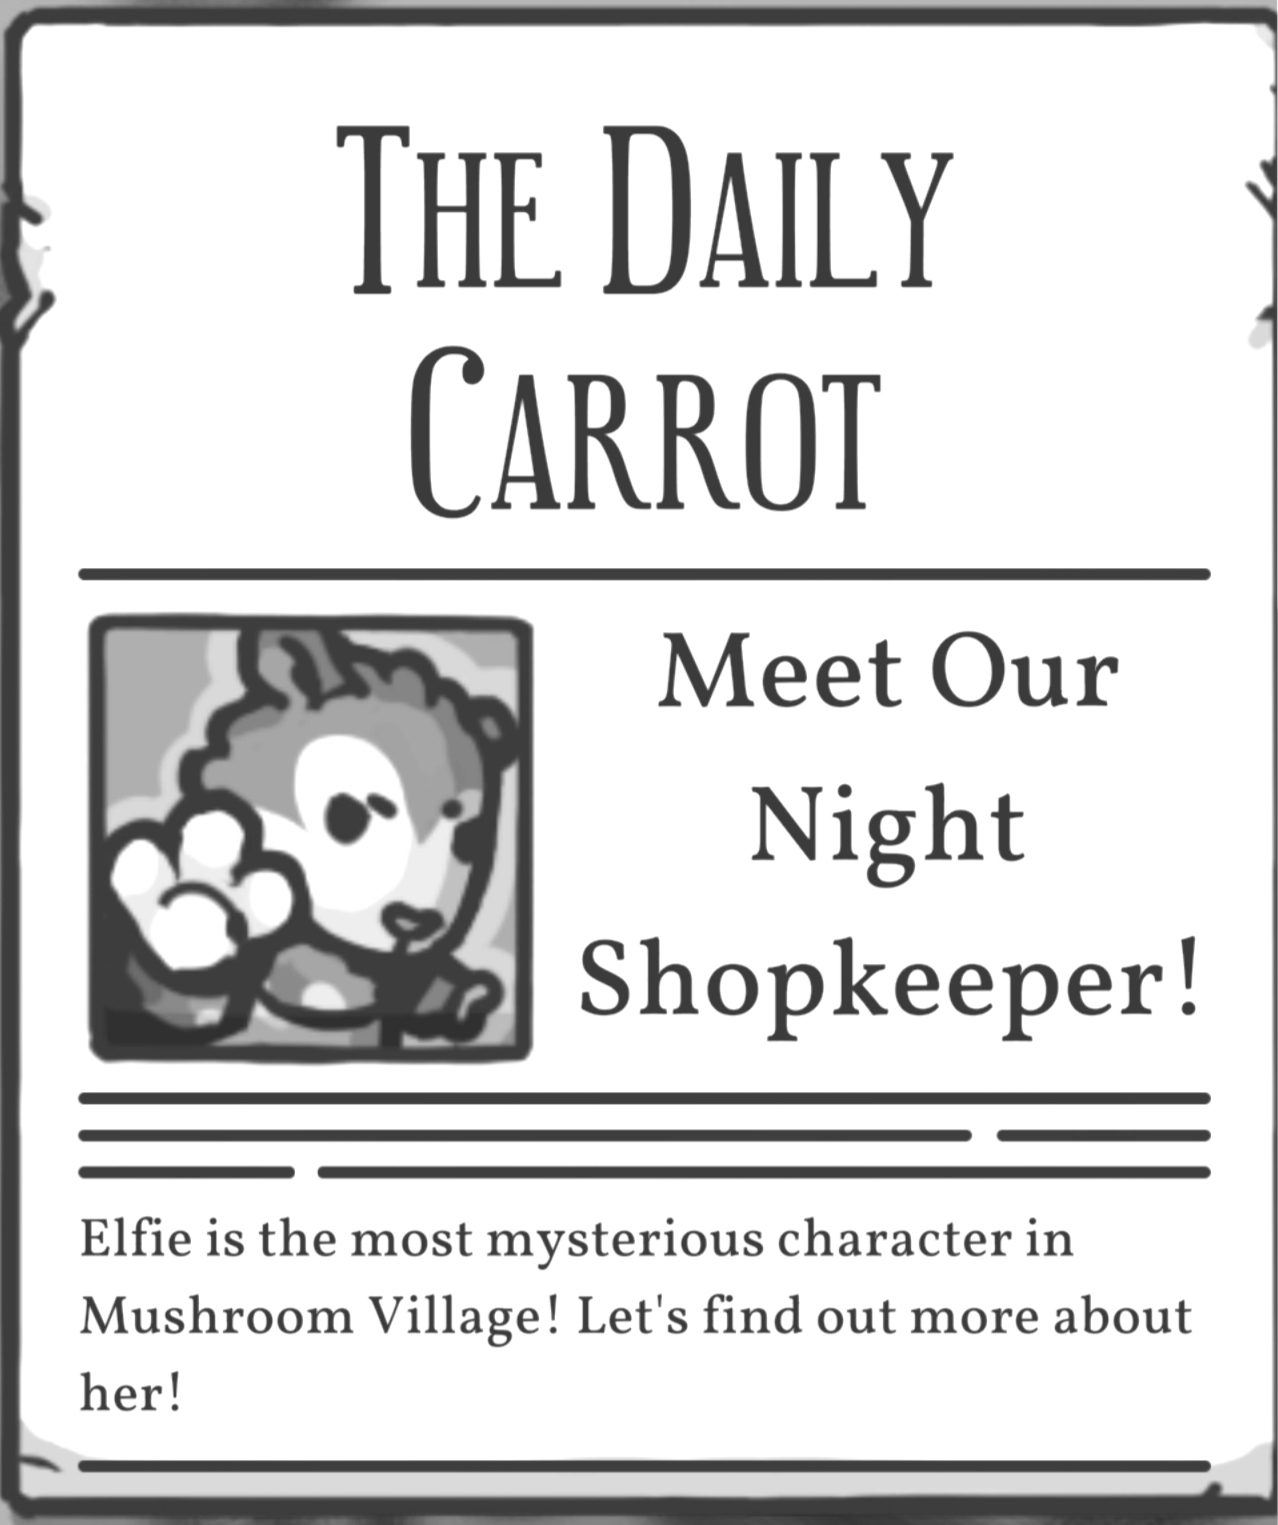 The Daily
Carrot
Meet Our
Night
Shopkeeper!
Elfie is the most mysterious character in
Mushroom Village! Let's find out more about
her!